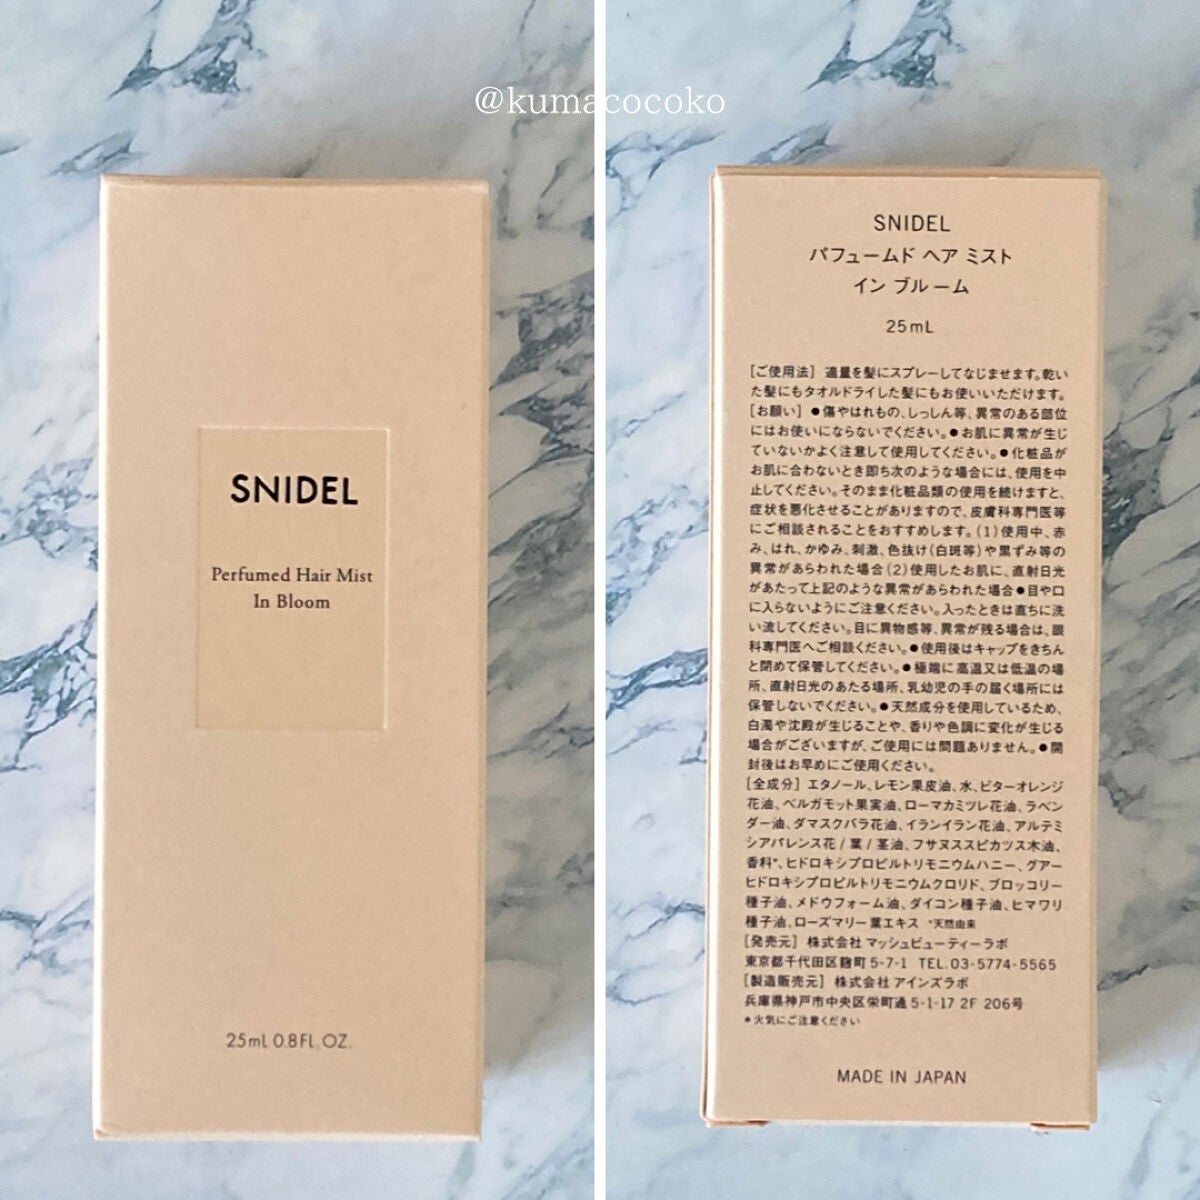 @kumacocoko
SNIDEL
Perfumed Hair Mist
In Bloom
25mL 0.8FL.OZ.
SNIDEL
パフュームド ヘア ミスト
イン ブルーム
25mL
[ご使用法] 適量を髪にスプレーしてなじませます。乾い
た髪にもタオルドライした髪にもお使いいただけます。
[お願い] ●傷やはれもの、しっしん等、異常のある部位
にはお使いにならないでください。●お肌に異常が生じ
ていないかよく注意して使用してください。●化粧品が
お肌に合わないとき即ち次のような場合には、使用を中
止してください。そのまま化粧品類の使用を続けますと、
症状を悪化させることがありますので、皮膚科専門医等
にご相談されることをおすすめします。(1)使用中、赤
み、はれ、かゆみ、刺激、色抜け(白斑等)や黒ずみ等の
異常があらわれた場合(2)使用したお肌に、直射日光
があたって上記のような異常があらわれた場合●目や口
に入らないようにご注意ください。入ったときは直ちに洗
い流してください。目に異物感等、異常が残る場合は、眼
科専門医へご相談ください。●使用後はキャップをきちん
と閉めて保管してください。●極端に高温又は低温の場
所、直射日光のあたる場所、乳幼児の手の届く場所には
保管しないでください。●天然成分を使用しているため、
白濁や沈殿が生じることや、香りや色調に変化が生じる
場合がございますが、ご使用には問題ありません。●開
封後はお早めにご使用ください。
[全成分] エタノール、レモン果皮油、水、ビターオレンジ
花油、ベルガモット果実油、ローマカミツレ花油、ラベン
ダー油、ダマスクバラ花油、イランイラン花油、アルテミ
シアパレンス花/葉/茎油、フサヌススピカツス木油、
香料*、ヒドロキシプロピルトリモニウムハニー、グアー
ヒドロキシプロピルトリモニウムクロリド、ブロッコリー
種子油、メドウフォーム油、ダイコン種子油、ヒマワリ
種子油、ローズマリー葉エキス *天然由来
[発売元] 株式会社 マッシュビューティーラボ
東京都千代田区麹町 5-7-1 TEL.03-5774-5565
[製造販売元] 株式会社 アインズラボ
兵庫県神戸市中央区栄町通 5-1-17 2F 206号
*火気にご注意ください
MADE IN JAPAN